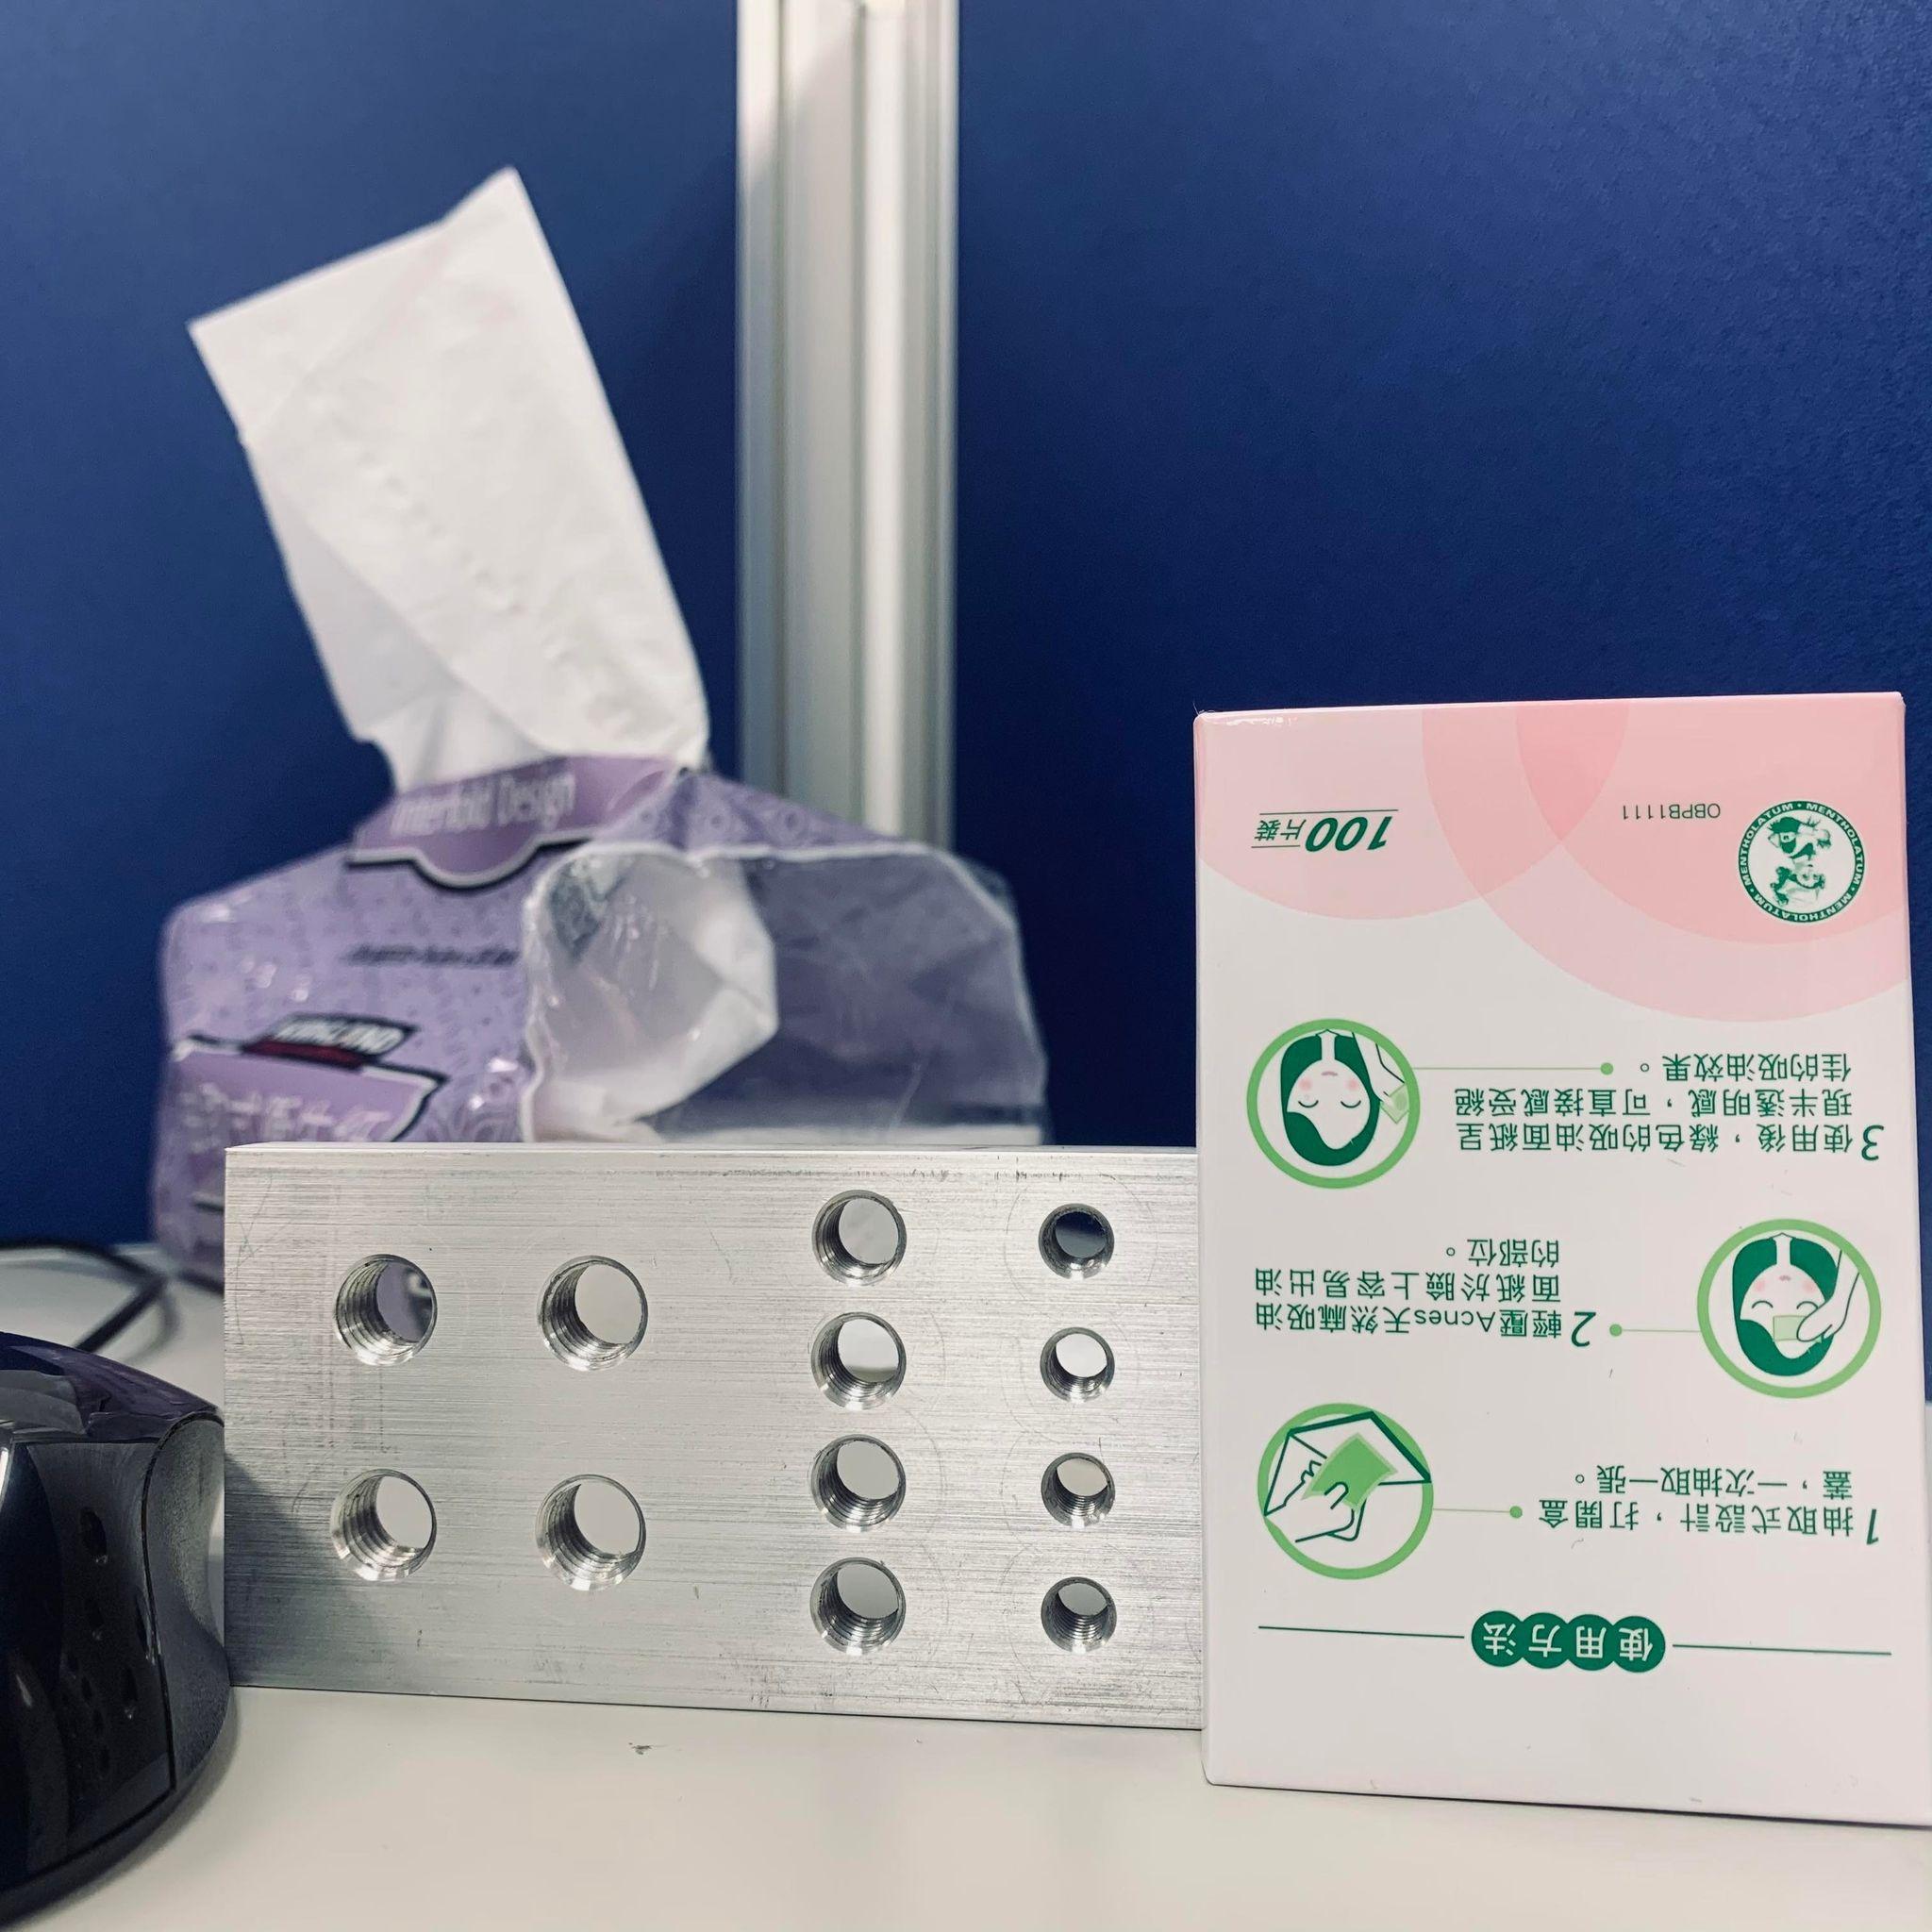 Interfold Design
使用方法
1 抽取式設計，打開盒
蓋，一次抽取一張。
2 輕壓Acnes天然麻吸油
面紙於臉上容易出油
的部位。
3 使用後，綠色的吸油面紙呈
現半透明感，可直接感受絕
佳的吸油效果。
MENTHOLATUM • MENTHOLATUM • MENTHOLATUM
OBPB1111
100片裝